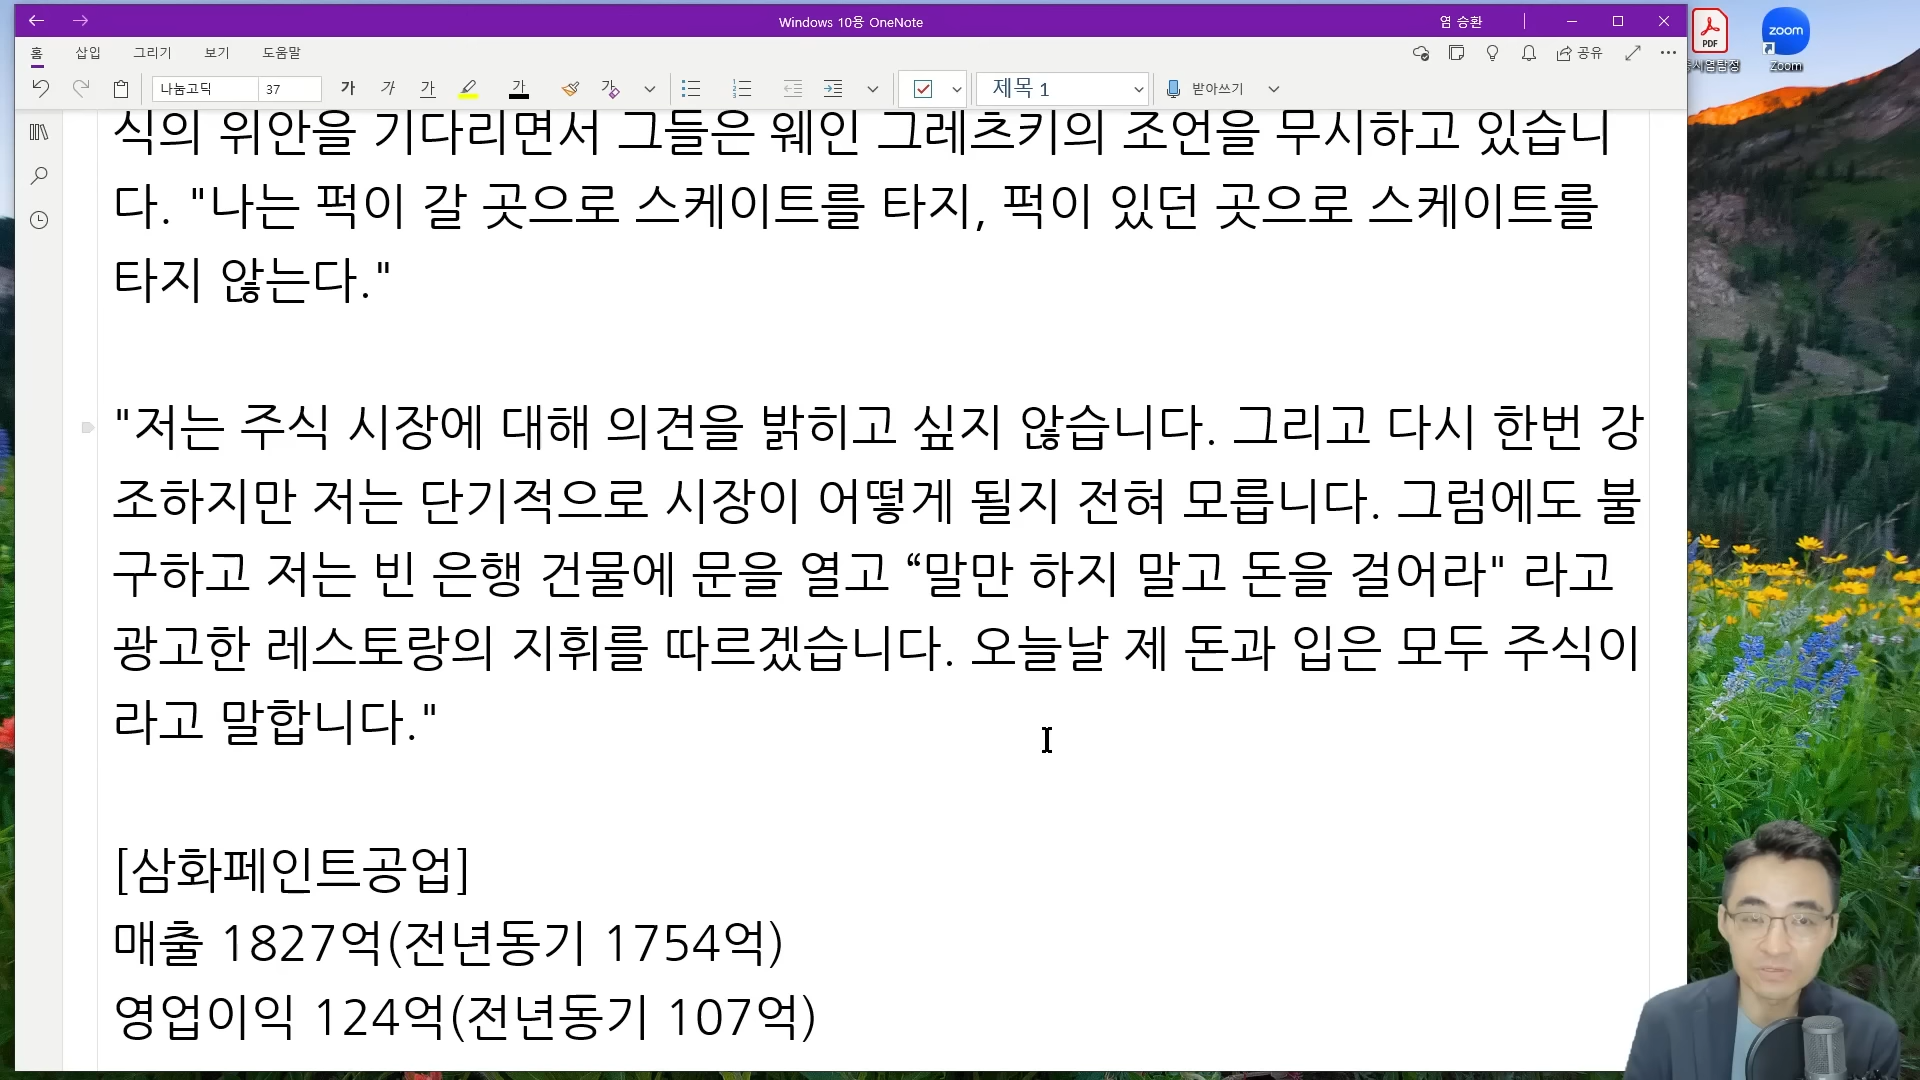 Windows 10용 OneNote
염 승환
홈 삽입 그리기 보기 도움말
공유
나눔고딕 37 가 가 가 가 가 제목 1 받아쓰기
식의 위안을 기다리면서 그들은 웨인 그레츠키의 조언을 무시하고 있습니
다. "나는 퍽이 갈 곳으로 스케이트를 타지, 퍽이 있던 곳으로 스케이트를
타지 않는다."
"저는 주식 시장에 대해 의견을 밝히고 싶지 않습니다. 그리고 다시 한번 강
조하지만 저는 단기적으로 시장이 어떻게 될지 전혀 모릅니다. 그럼에도 불
구하고 저는 빈 은행 건물에 문을 열고 “말만 하지 말고 돈을 걸어라" 라고
광고한 레스토랑의 지휘를 따르겠습니다. 오늘날 제 돈과 입은 모두 주식이
라고 말합니다."
[삼화페인트공업]
매출 1827억(전년동기 1754억)
영업이익 124억(전년동기 107억)
PDF
zoom
Zoom